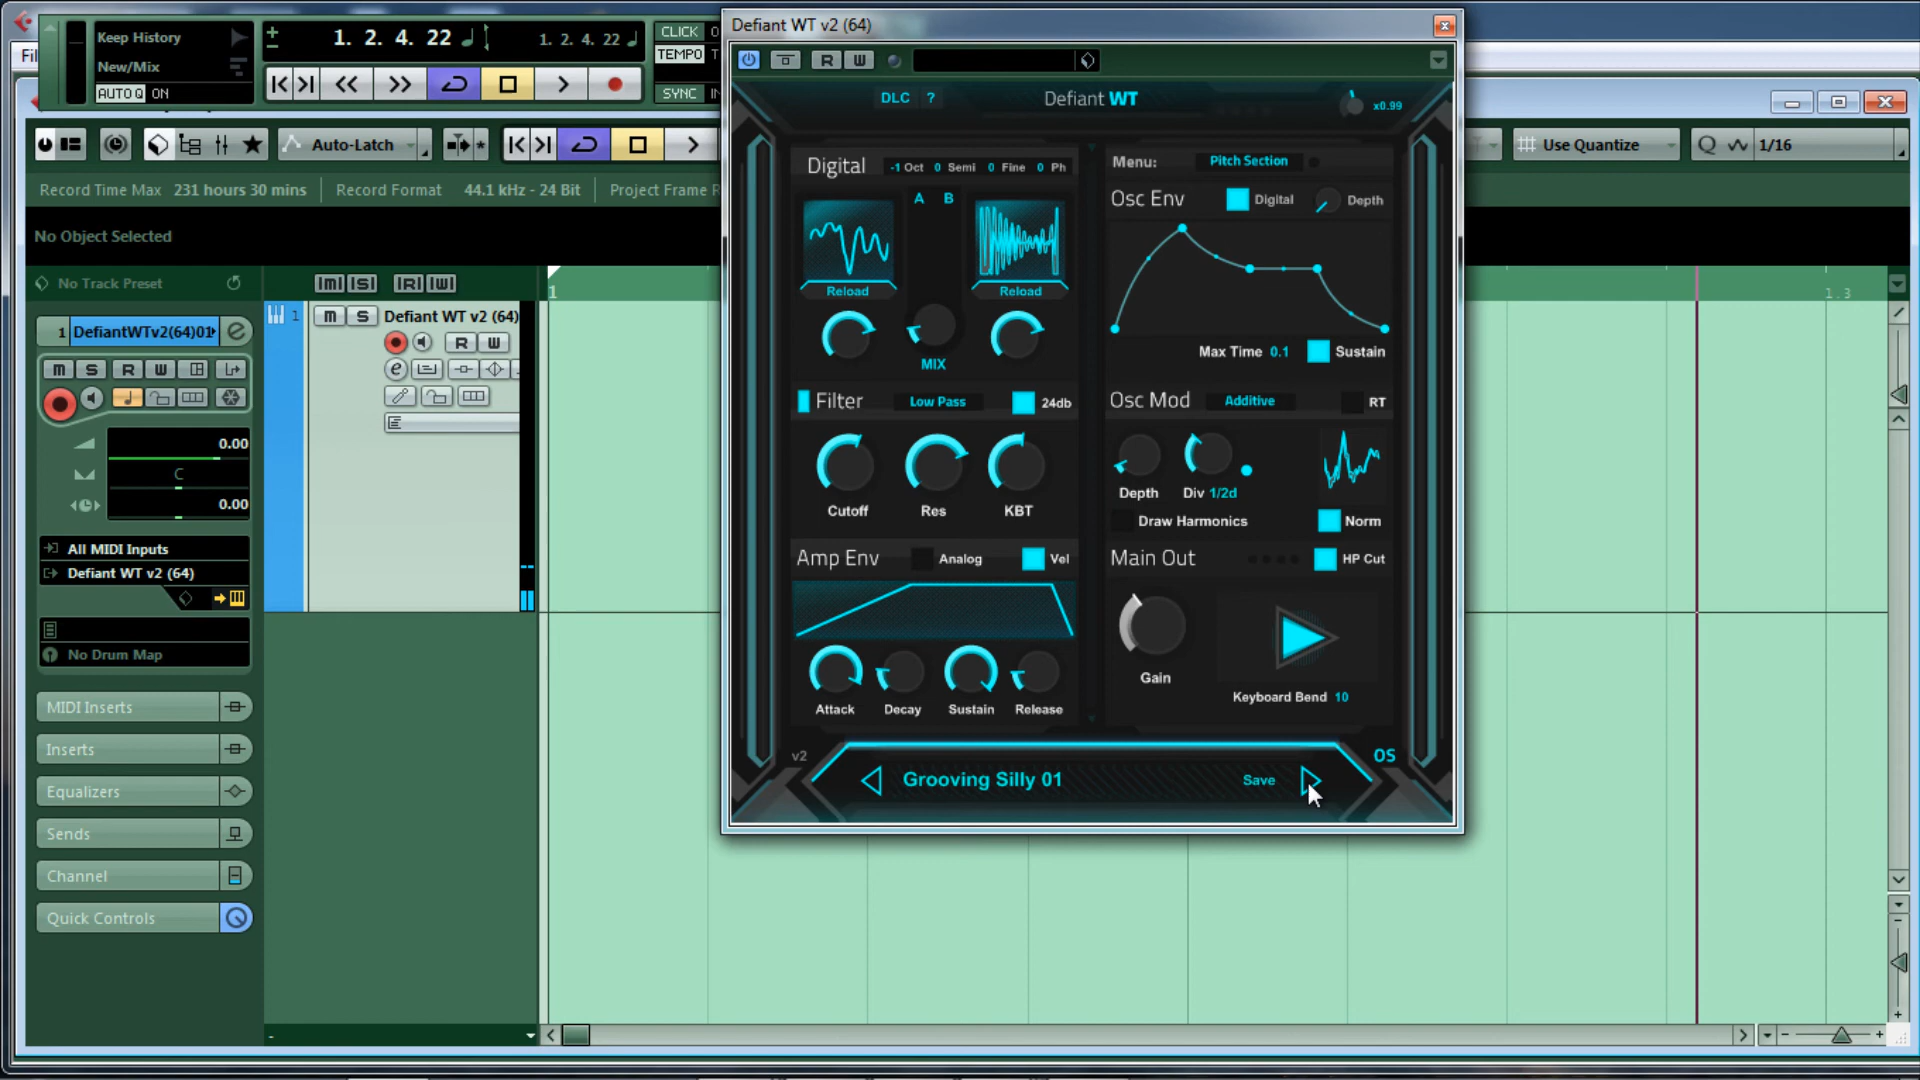 Defiant WT v2 (64)
Keep History
New/Mix
AUTO Q ON
1. 2. 4. 22
1. 2. 4. 22
CLICK
TEMPO
SYNC
Fil
R W
DLC ?
Defiant WT
x0.99
Auto-Latch
Use Quantize
Q 1/16
Record Time Max 231 hours 30 mins
Record Format 44.1 kHz - 24 Bit
Project Frame R
No Object Selected
No Track Preset
M S R W
1
1.3
1 DefiantWTv2(64)01
e
M S R W
0.00
C
0.00
All MIDI Inputs
Defiant WT v2 (64)
No Drum Map
MIDI Inserts
Inserts
Equalizers
Sends
Channel
Quick Controls
1
M S Defiant WT v2 (64)
R W
e
Digital
-1 Oct 0 Semi 0 Fine 0 Ph
A B
Reload
Reload
MIX
Filter
Low Pass
24db
Cutoff
Res
KBT
Amp Env
Analog
Vel
Attack
Decay
Sustain
Release
Menu:
Pitch Section
Osc Env
Digital
Depth
Max Time 0.1
Sustain
Osc Mod
Additive
RT
Depth
Div 1/2d
Draw Harmonics
Norm
Main Out
HP Cut
Gain
Keyboard Bend 10
v2
OS
Grooving Silly 01
Save